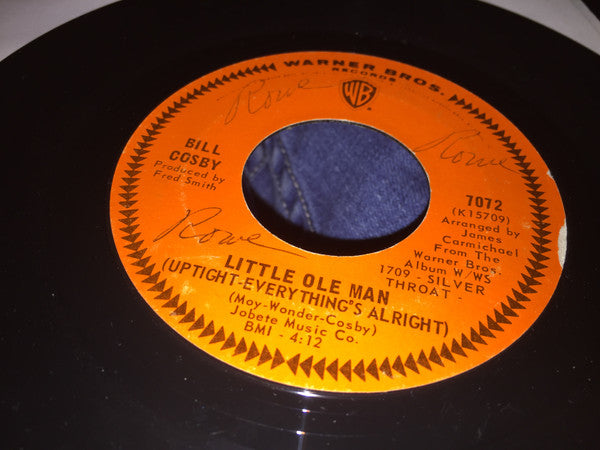 WARNER BROS.
RECORDS
WB
Rowe
Rowe
Rowe
BILL
COSBY
Produced by
Fred Smith
7072
(K15709)
Arranged by
James
Carmichael
From The
Warner Bros.
Album W/WS
1709 - SILVER
THROAT -
LITTLE OLE MAN
(UPTIGHT-EVERYTHING'S ALRIGHT)
(Moy-Wonder-Cosby)
Jobete Music Co.
BMI - 4:12